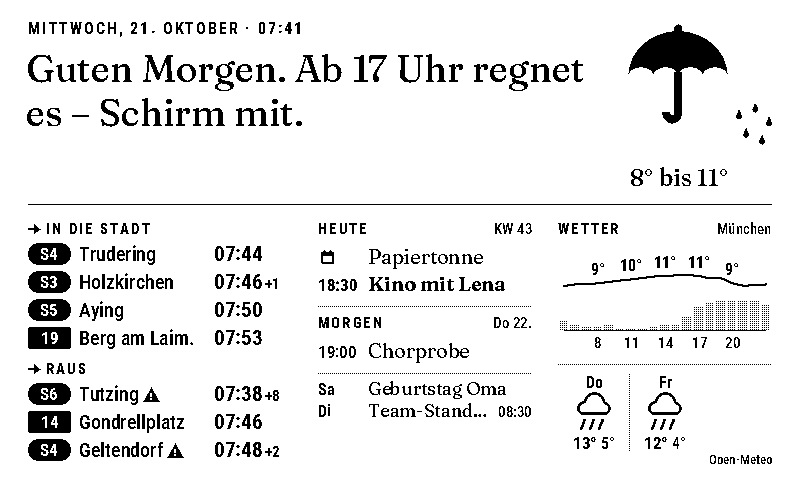 MITTWOCH, 21. OKTOBER · 07:41
Guten Morgen. Ab 17 Uhr regnet
es – Schirm mit.
8° bis 11°
→ IN DIE STADT
S4 Trudering 07:44
S3 Holzkirchen 07:46 +1
S5 Aying 07:50
19 Berg am Laim. 07:53
→ RAUS
S6 Tutzing 07:38 +8
14 Gondrellplatz 07:46
S4 Geltendorf 07:48 +2
HEUTE KW 43
Papiertonne
18:30 Kino mit Lena
MORGEN Do 22.
19:00 Chorprobe
Sa Geburtstag Oma
Di Team-Stand... 08:30
WETTER München
9° 10° 11° 11° 9°
8 11 14 17 20
Do Fr
13° 5° 12° 4°
Open-Meteo